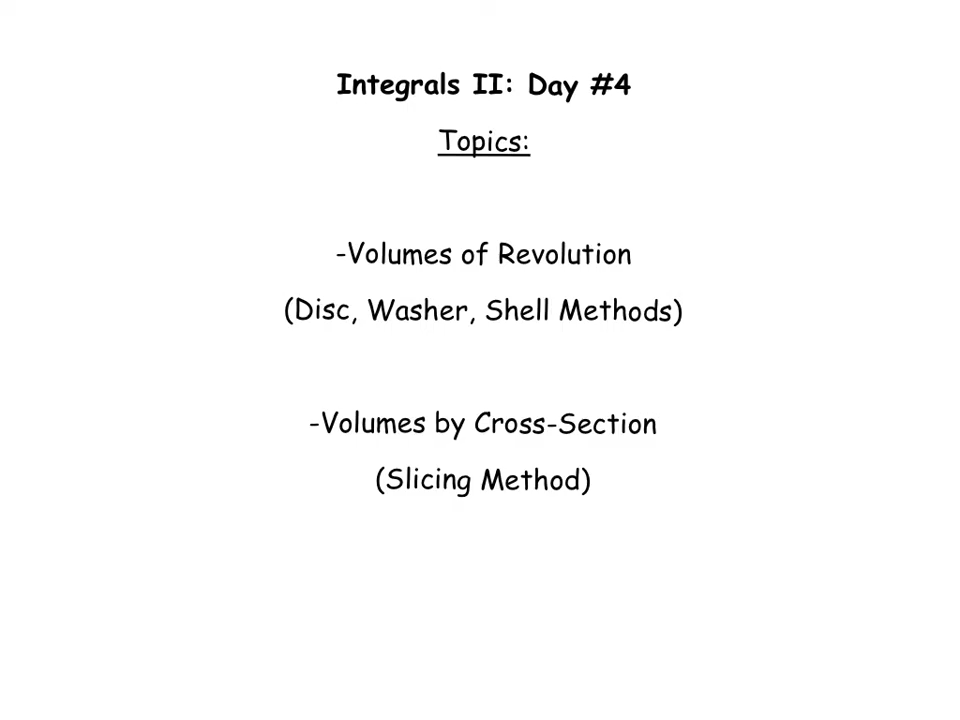 Integrals II: Day #4
Topics:
-Volumes of Revolution
(Disc, Washer, Shell Methods)
-Volumes by Cross-Section
(Slicing Method)